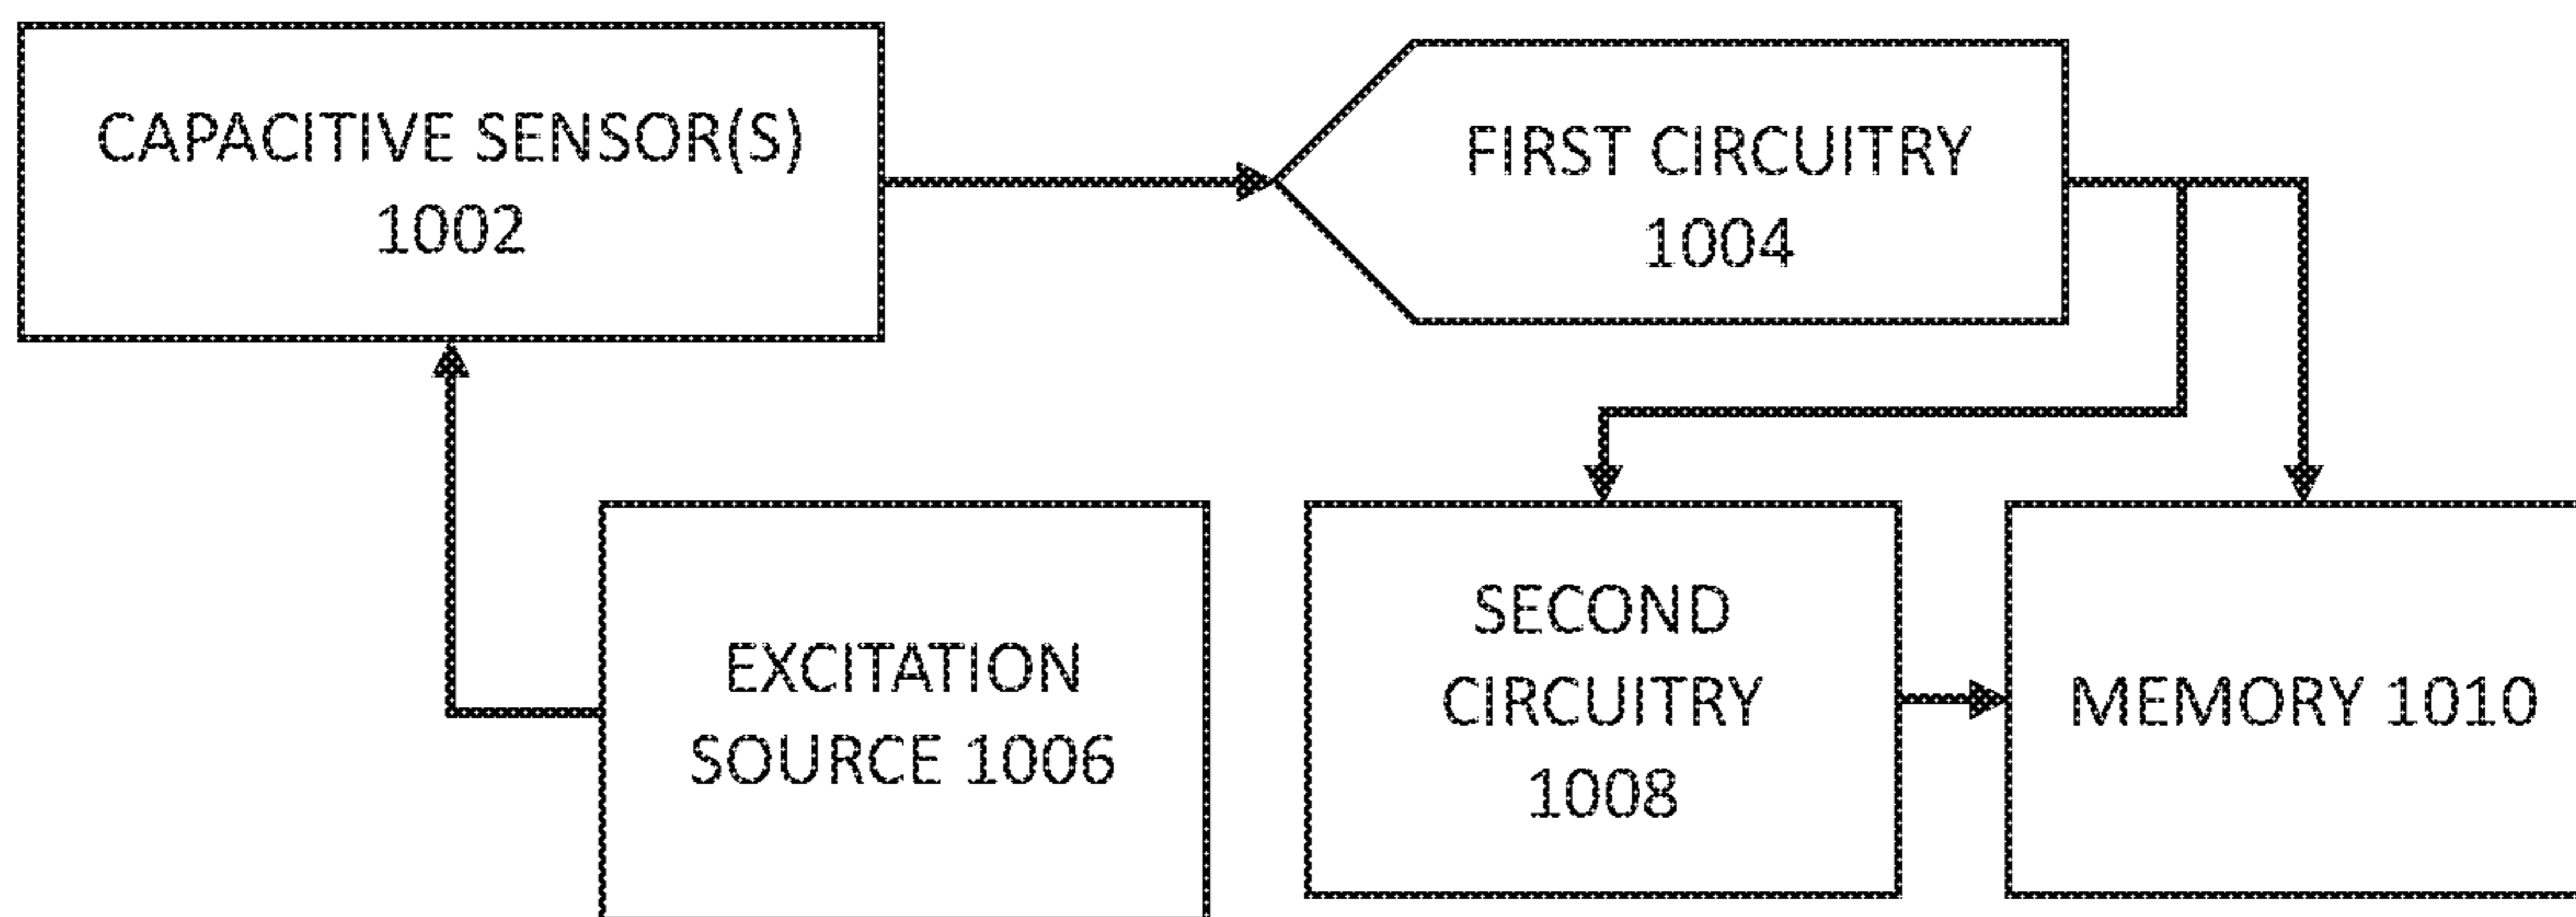 CAPACITIVE SENSOR(S)
1002
FIRST CIRCUITRY
1004
EXCITATION
SOURCE 1006
SECOND
CIRCUITRY
1008
MEMORY 1010